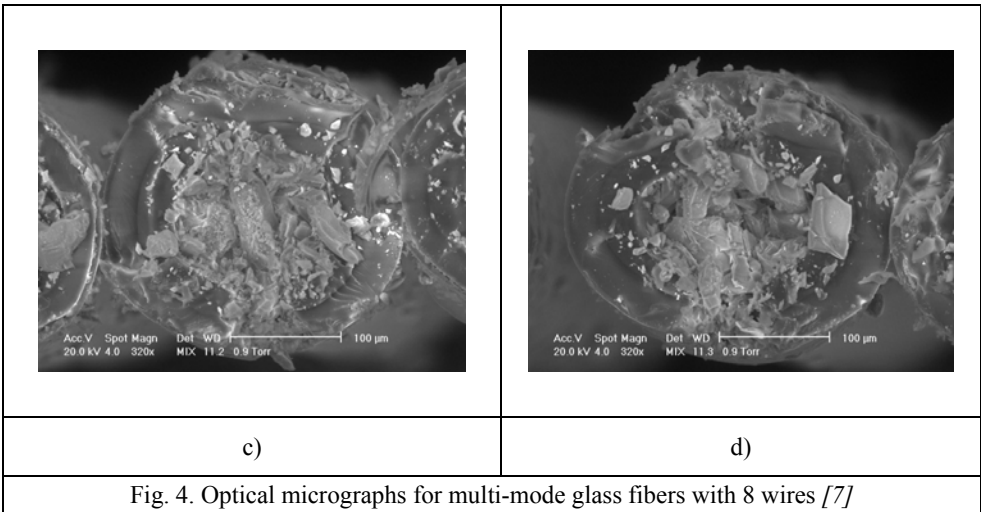 Acc.V Spot Magn Det WD 100 µm
20.0 kV 4.0 320x MIX 11.2 0.9 Torr
Acc.V Spot Magn Det WD 100 µm
20.0 kV 4.0 320x MIX 11.3 0.9 Torr
c) d)
Fig. 4. Optical micrographs for multi-mode glass fibers with 8 wires [7]